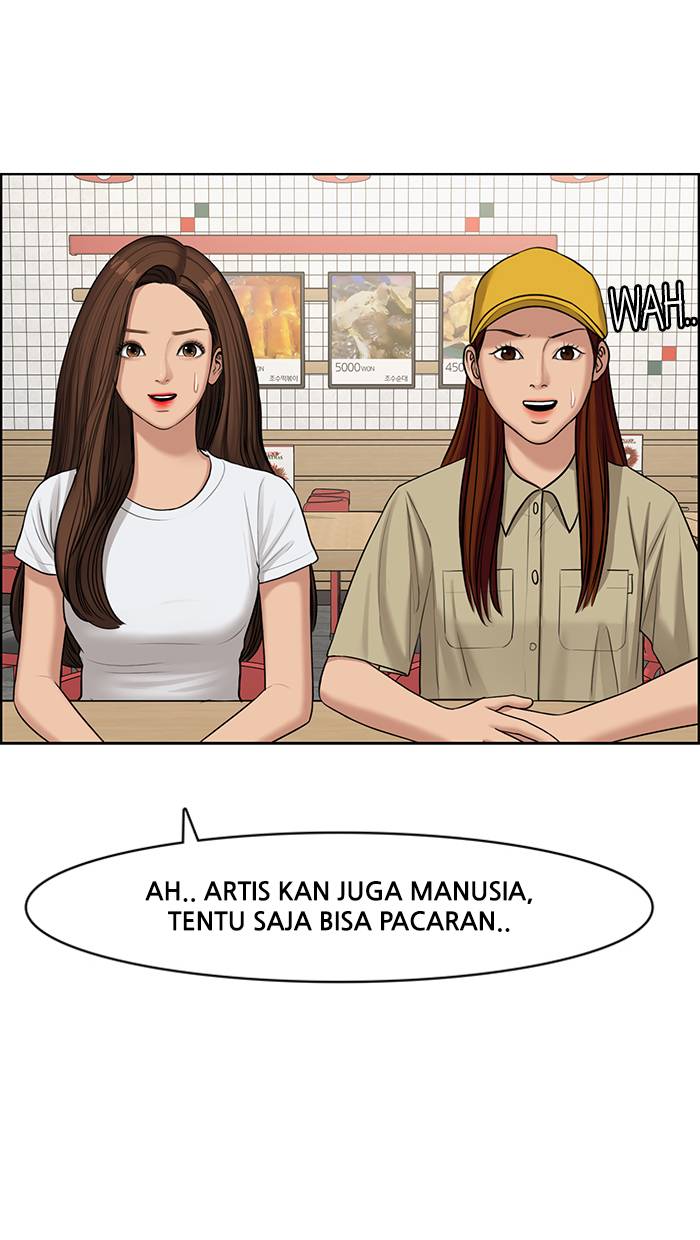 WAH..
5000 WON
450
조수떡볶이
조수순대
AH.. ARTIS KAN JUGA MANUSIA,
TENTU SAJA BISA PACARAN..